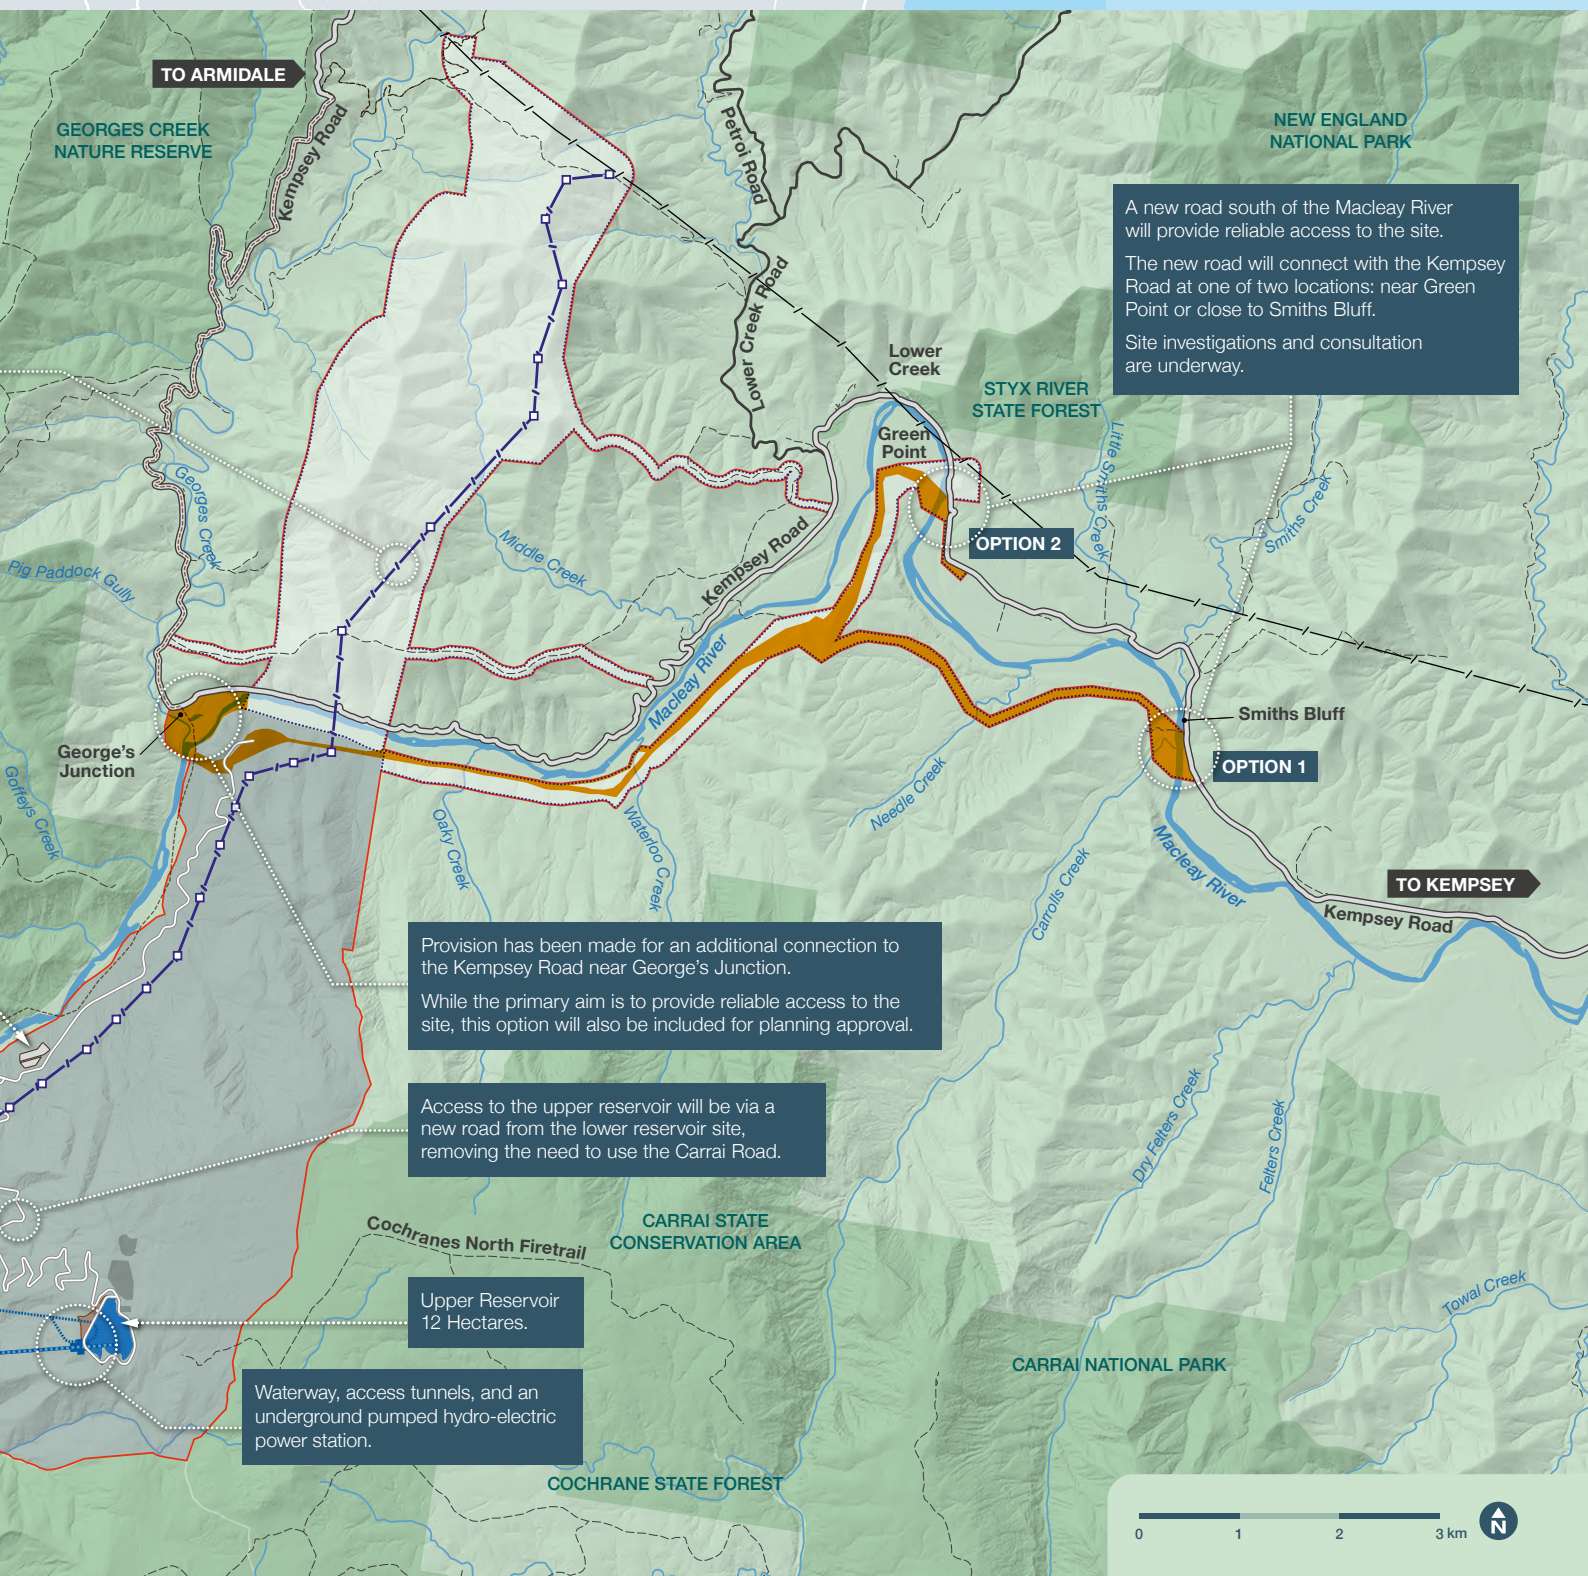 TO ARMIDALE
GEORGES CREEK
NATURE RESERVE
Kempsey Road
Petroi Road
NEW ENGLAND
NATIONAL PARK
A new road south of the Macleay River
will provide reliable access to the site.
The new road will connect with the Kempsey
Road at one of two locations: near Green
Point or close to Smiths Bluff.
Site investigations and consultation
are underway.
Lower Creek Road
Lower
Creek
STYX RIVER
STATE FOREST
Green
Point
Little Smiths Creek
Smiths Creek
Georges Creek
Pig Paddock Gully
Middle Creek
Kempsey Road
OPTION 2
Macleay River
George's
Junction
Smiths Bluff
OPTION 1
Goffeys Creek
Oaky Creek
Waterloo Creek
Needle Creek
Carrolls Creek
Macleay River
TO KEMPSEY
Kempsey Road
Provision has been made for an additional connection to
the Kempsey Road near George's Junction.
While the primary aim is to provide reliable access to the
site, this option will also be included for planning approval.
Access to the upper reservoir will be via a
new road from the lower reservoir site,
removing the need to use the Carrai Road.
Dry Felters Creek
Felters Creek
Cochranes North Firetrail
CARRAI STATE
CONSERVATION AREA
Upper Reservoir
12 Hectares.
Towal Creek
CARRAI NATIONAL PARK
Waterway, access tunnels, and an
underground pumped hydro-electric
power station.
COCHRANE STATE FOREST
0 1 2 3 km
N